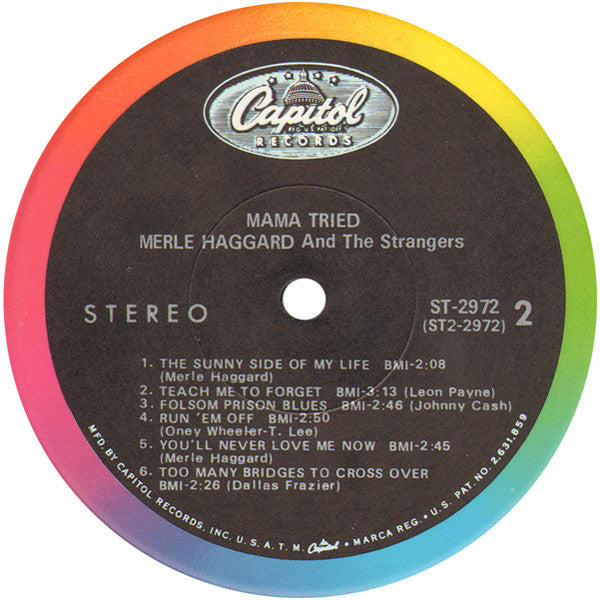 Capitol
REG. U.S. PAT. OFF.
RECORDS
MAMA TRIED
MERLE HAGGARD And The Strangers
STEREO
ST-2972
(ST2-2972)
2
1. THE SUNNY SIDE OF MY LIFE BMI-2:08
(Merle Haggard)
2. TEACH ME TO FORGET BMI-3:13 (Leon Payne)
3. FOLSOM PRISON BLUES BMI-2:46 (Johnny Cash)
4. RUN 'EM OFF BMI-2:50
(Oney Wheeler-T. Lee)
5. YOU'LL NEVER LOVE ME NOW BMI-2:45
(Merle Haggard)
6. TOO MANY BRIDGES TO CROSS OVER
BMI-2:26 (Dallas Frazier)
MFD. BY CAPITOL RECORDS, INC. U.S.A. T.M. Capitol • MARCA REG. • U.S. PAT. NO. 2,631,859